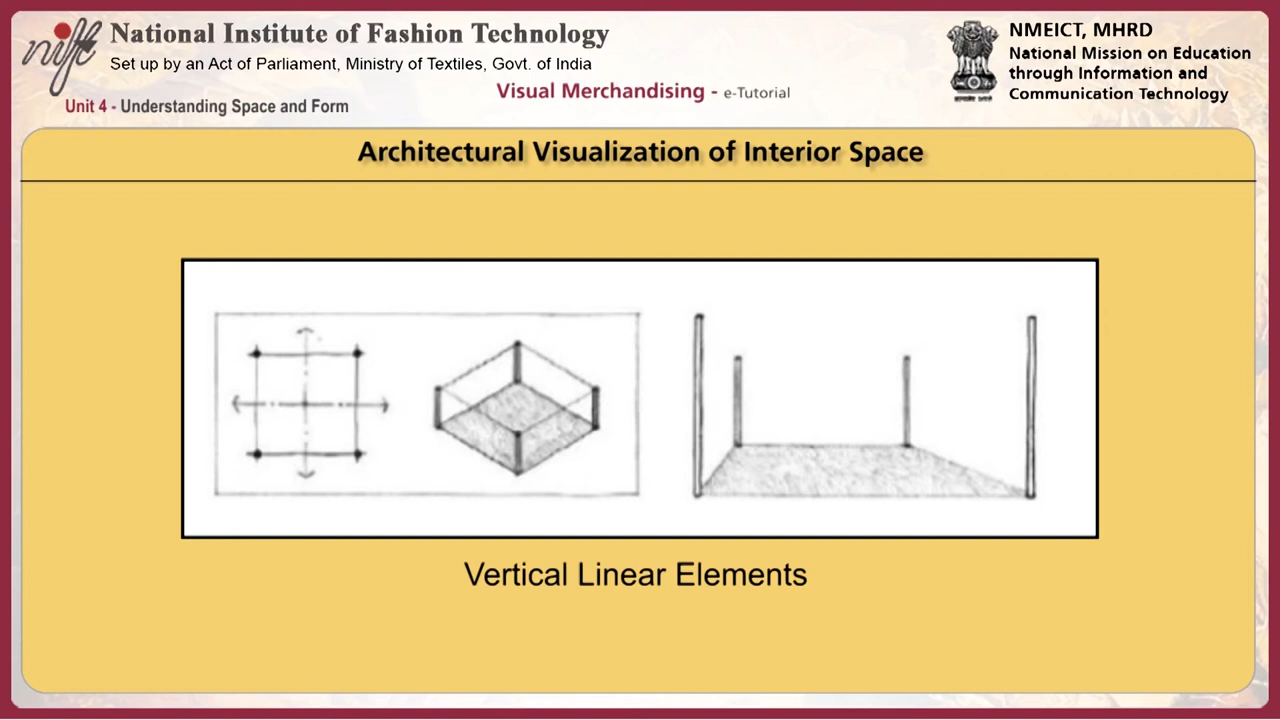 nift
National Institute of Fashion Technology
Set up by an Act of Parliament, Ministry of Textiles, Govt. of India
Unit 4 - Understanding Space and Form
Visual Merchandising - e-Tutorial
NMEICT, MHRD
National Mission on Education
through Information and
Communication Technology
Architectural Visualization of Interior Space
Vertical Linear Elements